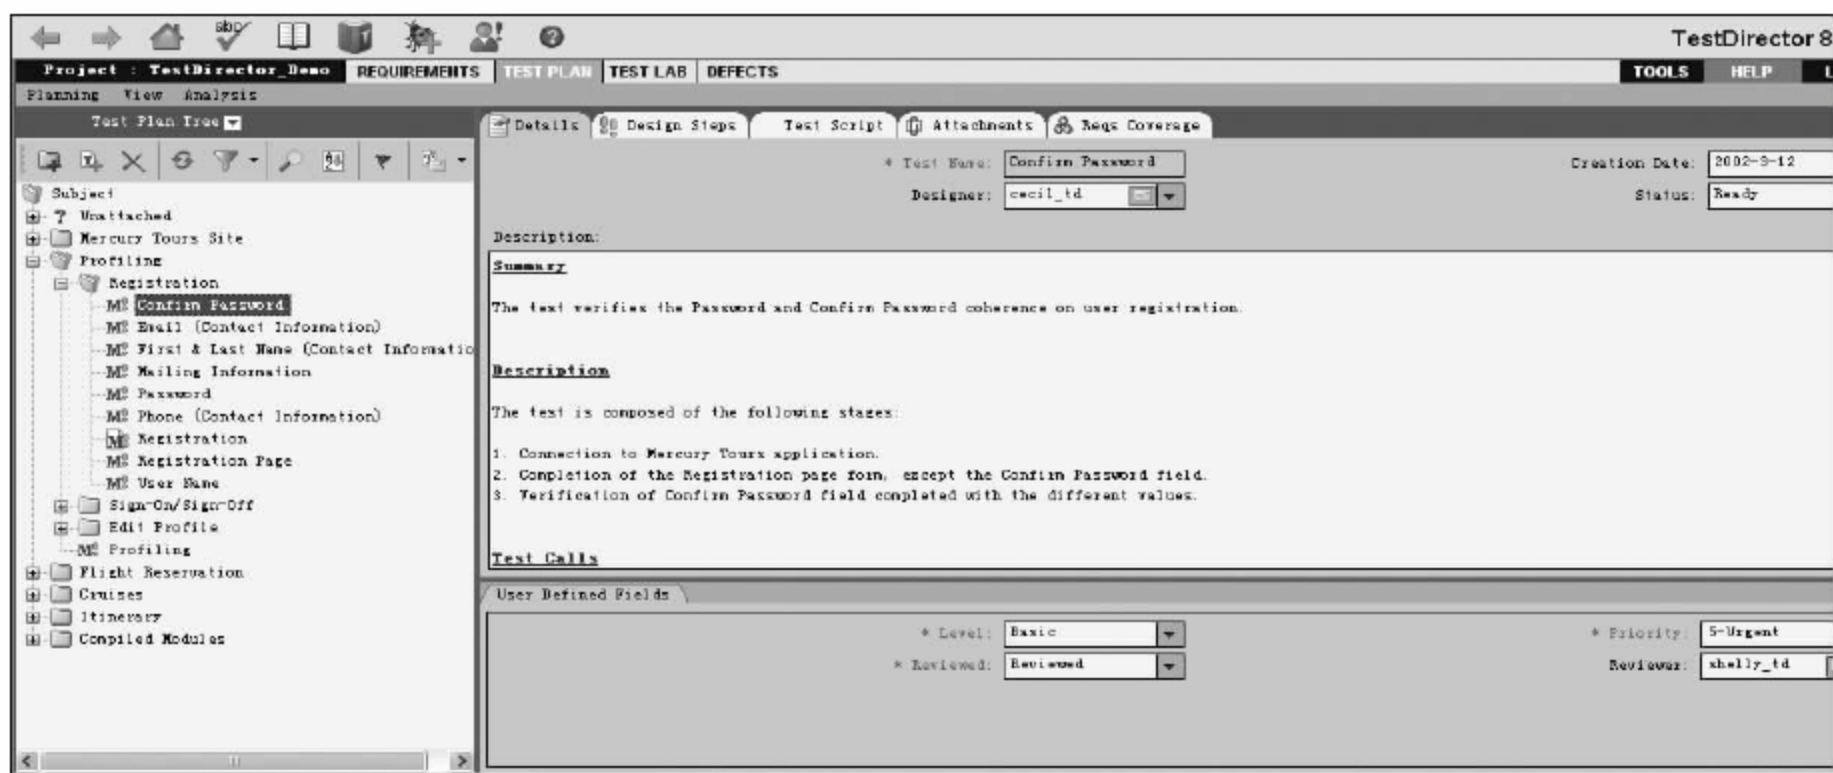 TestDirector 8
Project : TestDirector_Demo REQUIREMENTS TEST PLAN TEST LAB DEFECTS TOOLS HELP
Planning View Analysis
Test Plan Tree
Details Design Steps Test Script Attachments Reqs Coverage
* Test Name: Confirm Password Creation Date: 2002-9-12
Designer: cecil_td Status: Ready
Subject
? Unattached
Mercury Tours Site
Profiling
Registration
Confirm Password
Email (Contact Information)
First & Last Name (Contact Informatio
Mailing Information
Password
Phone (Contact Information)
Registration
Registration Page
User Name
Sign-On/Sign-Off
Edit Profile
Profiling
Flight Reservation
Cruises
Itinerary
Compiled Modules
Description:
Summary
The test verifies the Password and Confirm Password coherence on user registration.
Description
The test is composed of the following stages:
1. Connection to Mercury Tours application.
2. Completion of the Registration page form, except the Confirm Password field.
3. Verification of Confirm Password field completed with the different values.
Test Calls
User Defined Fields
* Level: Basic * Priority: 5-Urgent
* Reviewed: Reviewed Reviewer: shelly_td